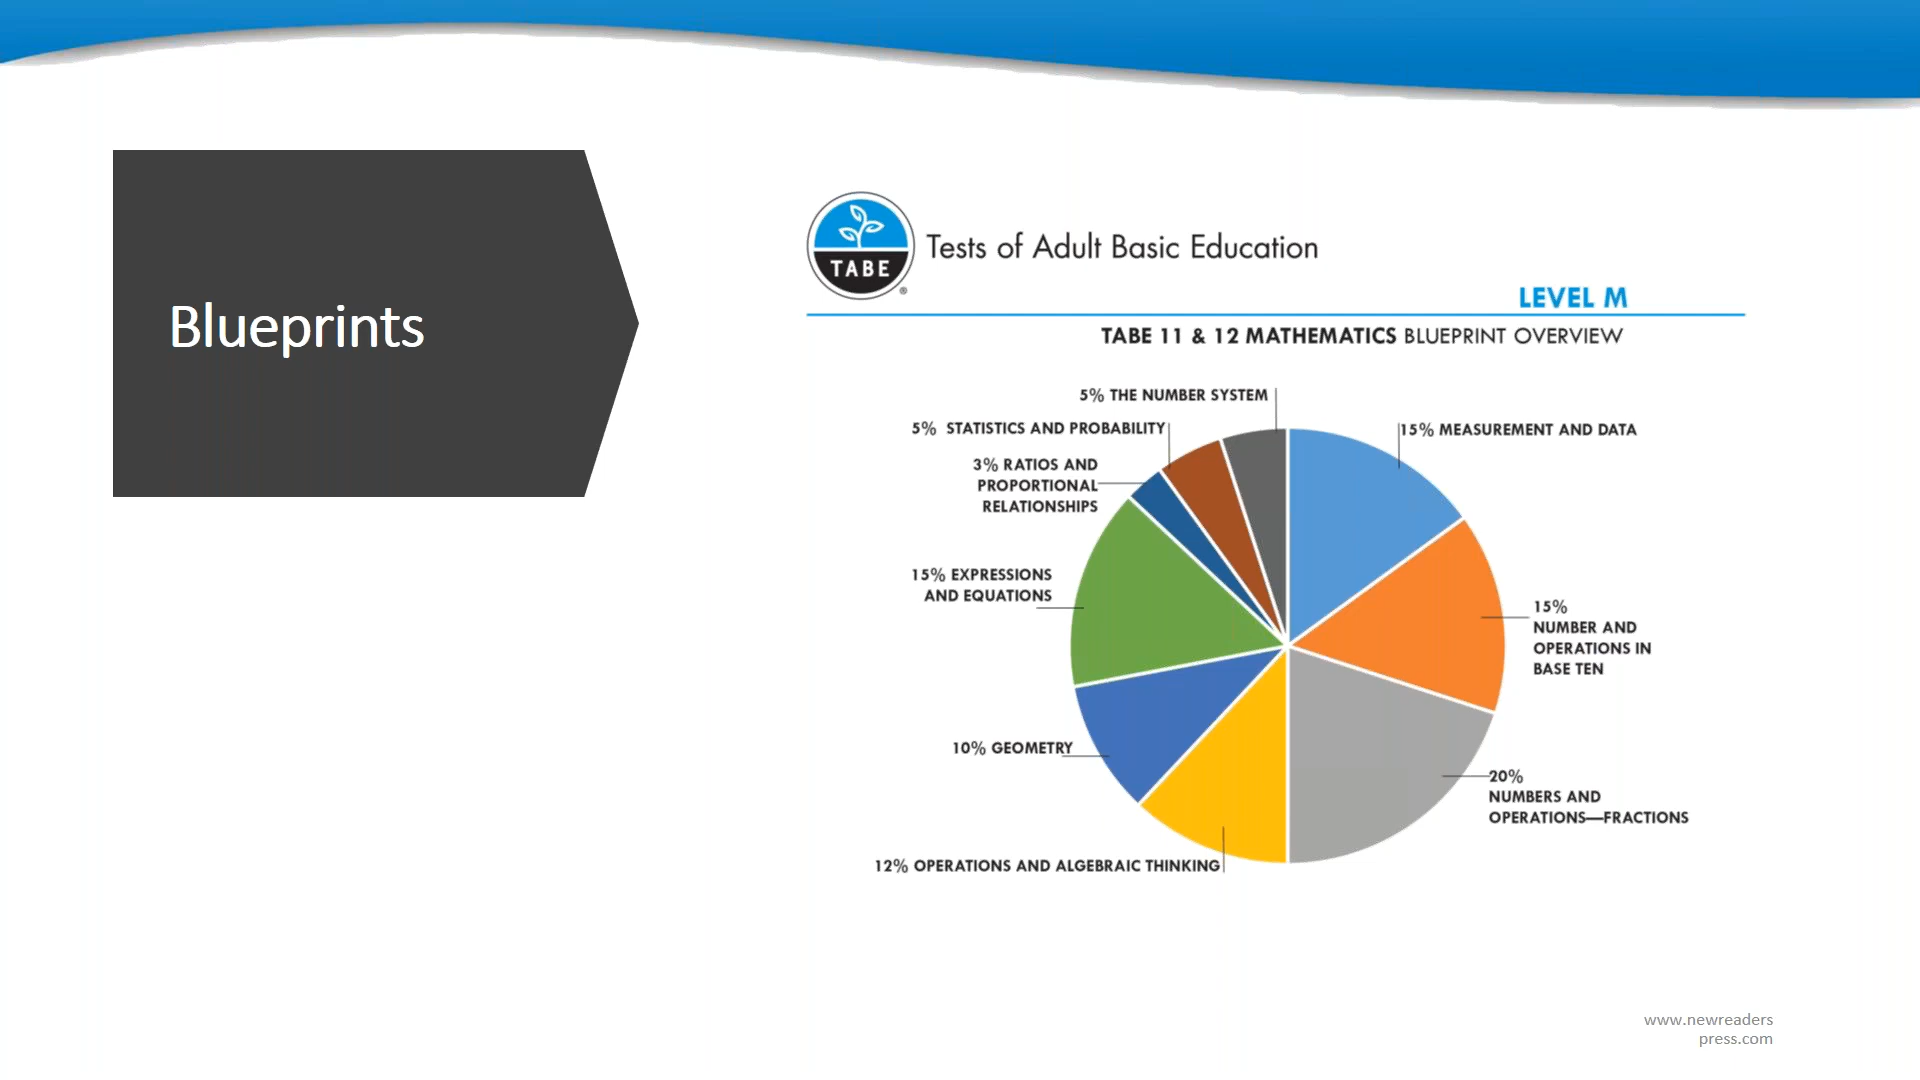 Blueprints
TABE
®
Tests of Adult Basic Education
LEVEL M
TABE 11 & 12 MATHEMATICS BLUEPRINT OVERVIEW
5% THE NUMBER SYSTEM
5% STATISTICS AND PROBABILITY
15% MEASUREMENT AND DATA
3% RATIOS AND
PROPORTIONAL
RELATIONSHIPS
15% EXPRESSIONS
AND EQUATIONS
15%
NUMBER AND
OPERATIONS IN
BASE TEN
10% GEOMETRY
20%
NUMBERS AND
OPERATIONS—FRACTIONS
12% OPERATIONS AND ALGEBRAIC THINKING
www.newreaders
press.com